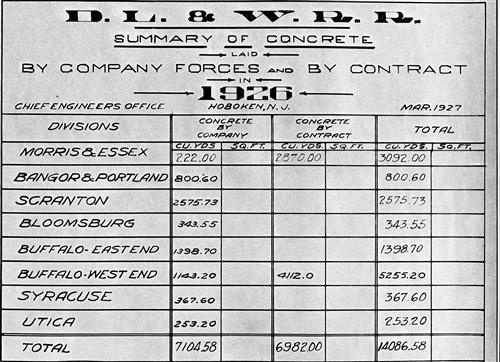 D. L. & W. R. R.
SUMMARY OF CONCRETE
LAID
BY COMPANY FORCES AND BY CONTRACT
IN
1926
CHIEF ENGINEERS OFFICE HOBOKEN, N. J. MAR. 1927
DIVISIONS CONCRETE BY COMPANY CONCRETE BY CONTRACT TOTAL
CU. YDS. SQ. FT. CU. YDS. SQ. FT. CU. YDS. SQ. FT.
MORRIS & ESSEX 222.00 2870.00 3092.00
BANGOR & PORTLAND 800.60 800.60
SCRANTON 2575.73 2575.73
BLOOMSBURG 343.55 343.55
BUFFALO-EAST END 1398.70 1398.70
BUFFALO-WEST END 1143.20 4112.0 5255.20
SYRACUSE 367.60 367.60
UTICA 253.20 253.20
TOTAL 7104.58 6982.00 14086.58